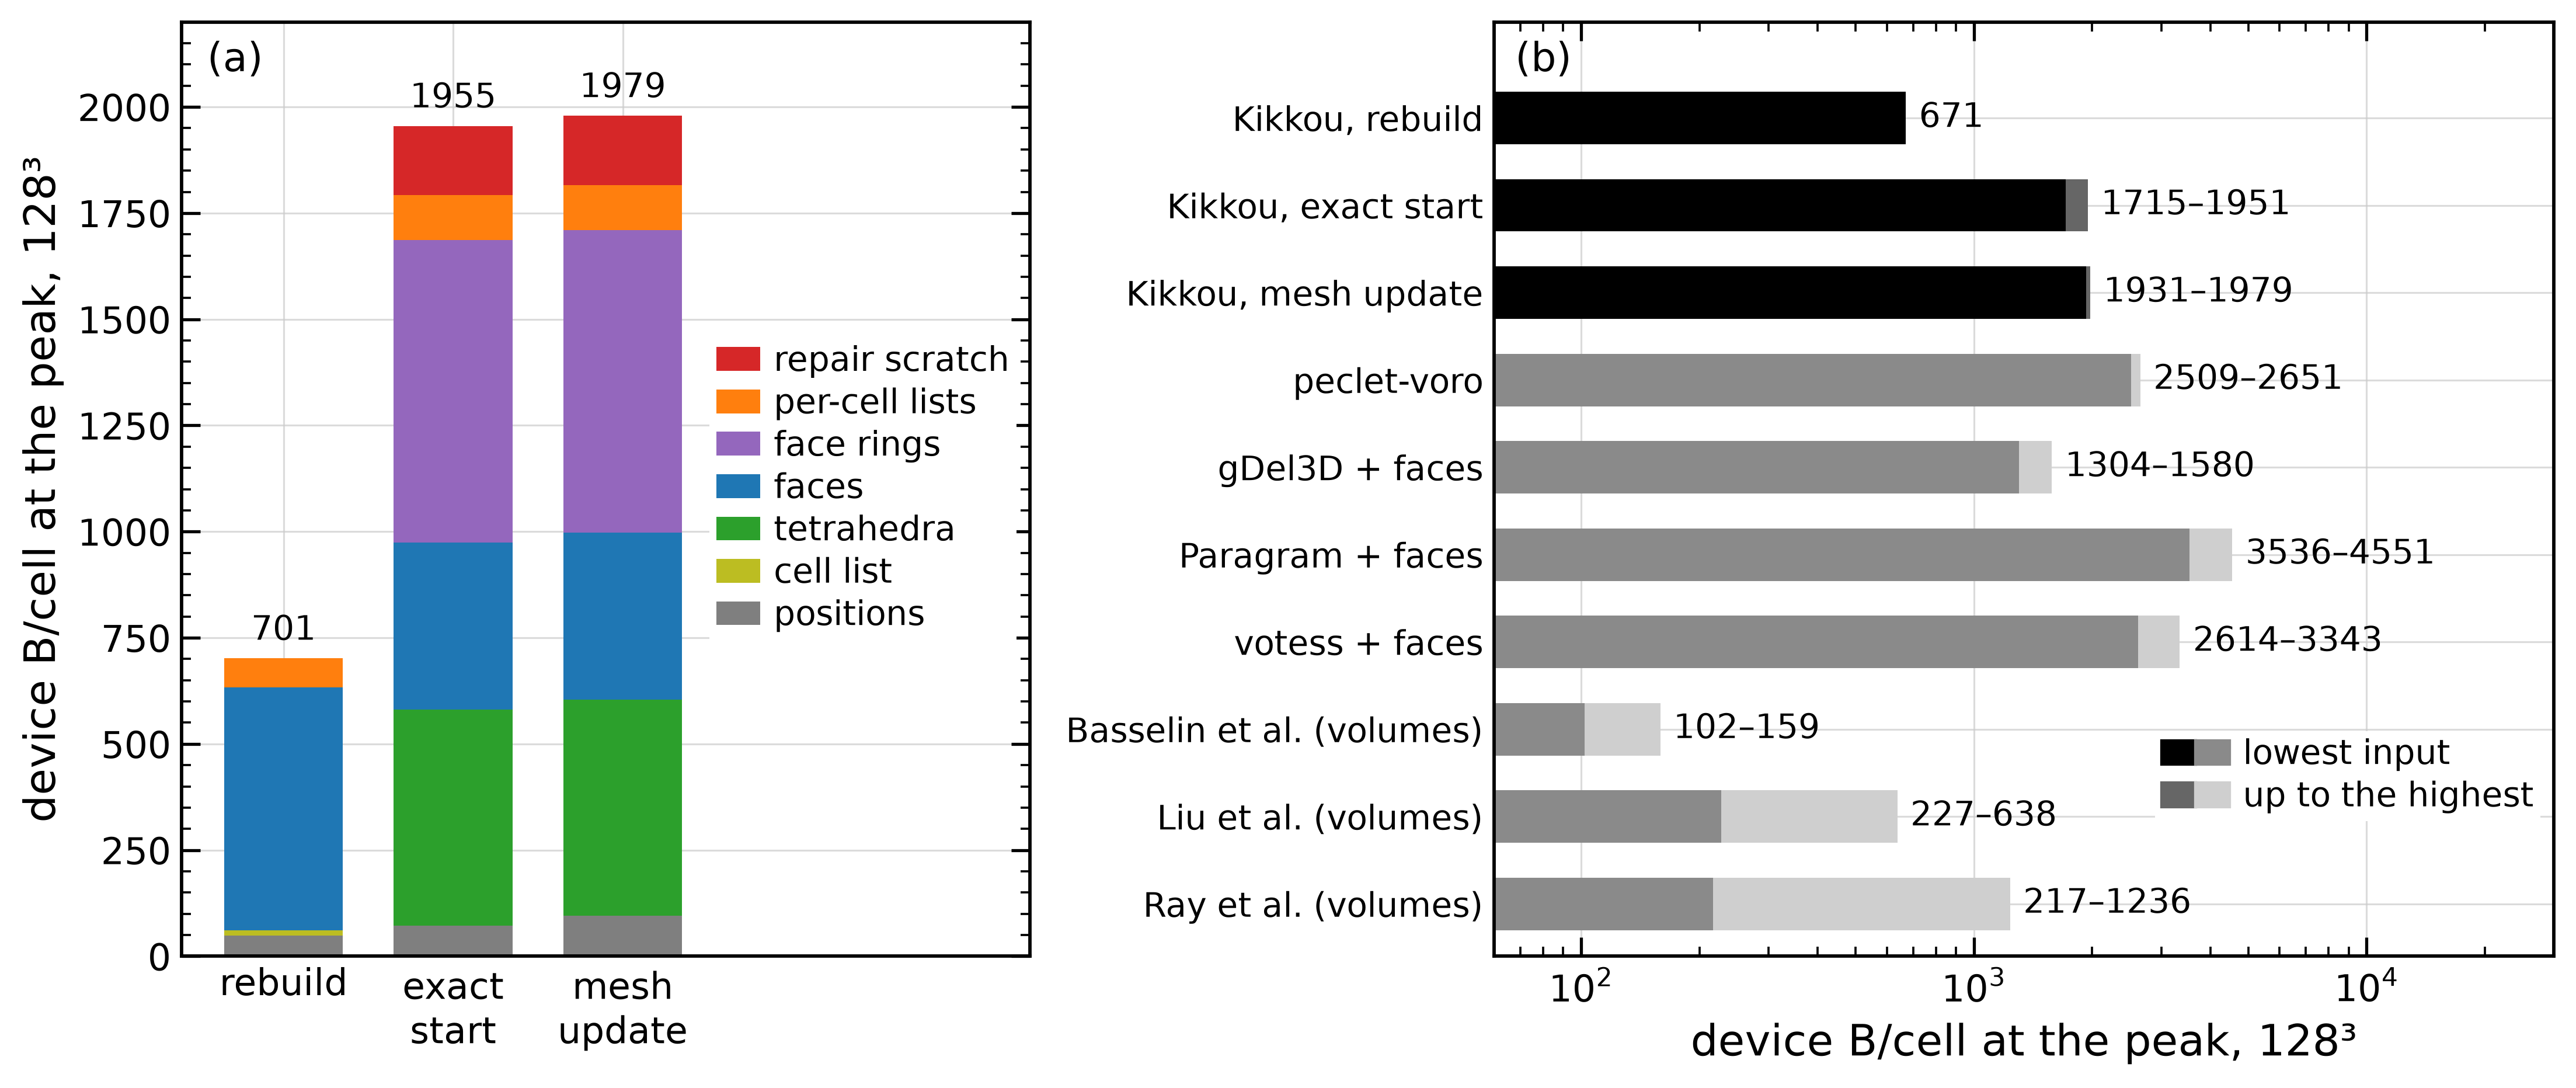 (a)
device B/cell at the peak, 128³
2000
1750
1500
1250
1000
750
500
250
0
701
1955
1979
rebuild
exact
start
mesh
update
repair scratch
per-cell lists
face rings
faces
tetrahedra
cell list
positions
(b)
Kikkou, rebuild
671
Kikkou, exact start
1715–1951
Kikkou, mesh update
1931–1979
peclet-voro
2509–2651
gDel3D + faces
1304–1580
Paragram + faces
3536–4551
votess + faces
2614–3343
Basselin et al. (volumes)
102–159
Liu et al. (volumes)
227–638
Ray et al. (volumes)
217–1236
lowest input
up to the highest
10²
10³
10⁴
device B/cell at the peak, 128³